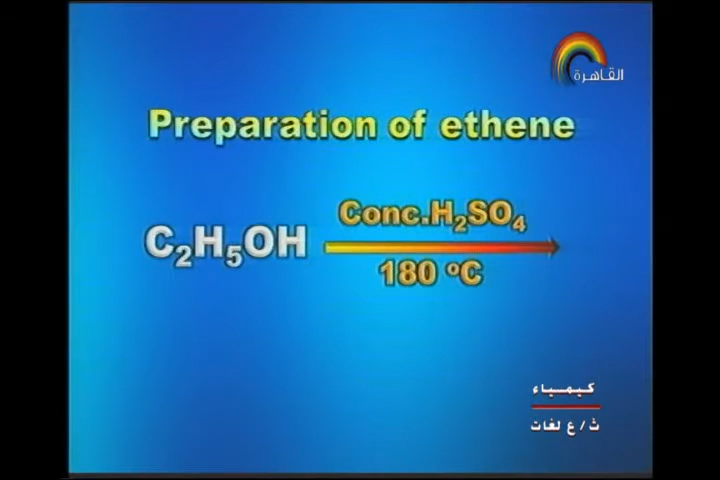 القاهرة
Preparation of ethene
Conc.H₂SO₄
C₂H₅OH
180 ºC
كيمياء
ث/ع لغات